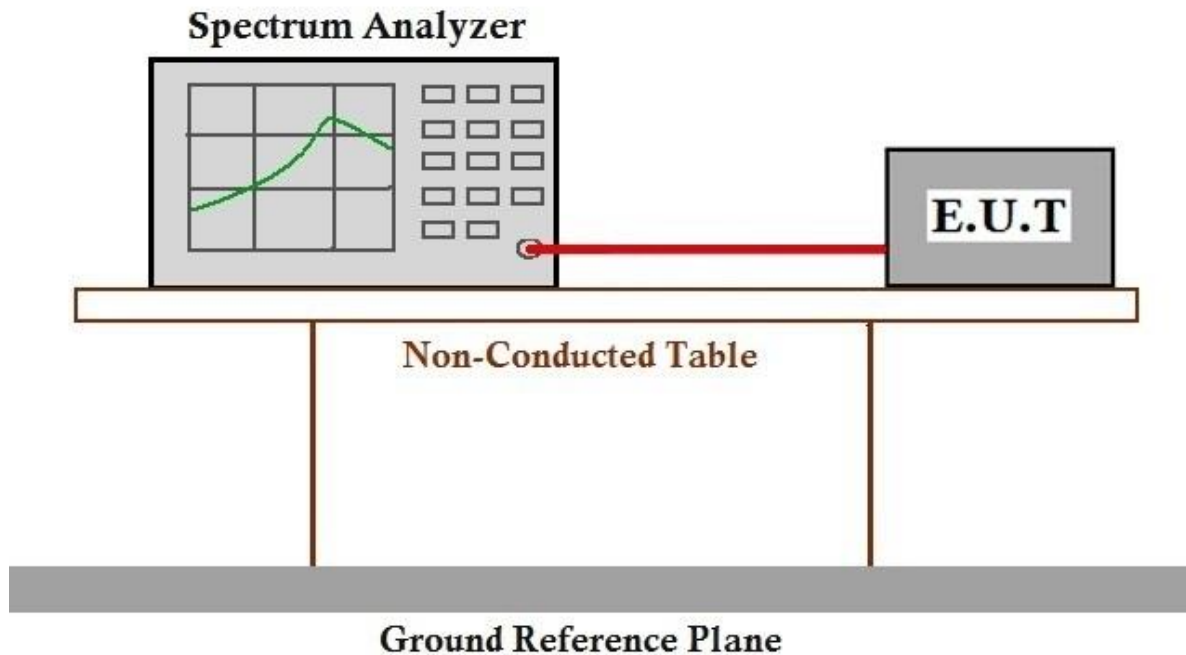 Spectrum Analyzer
E.U.T
Non-Conducted Table
Ground Reference Plane